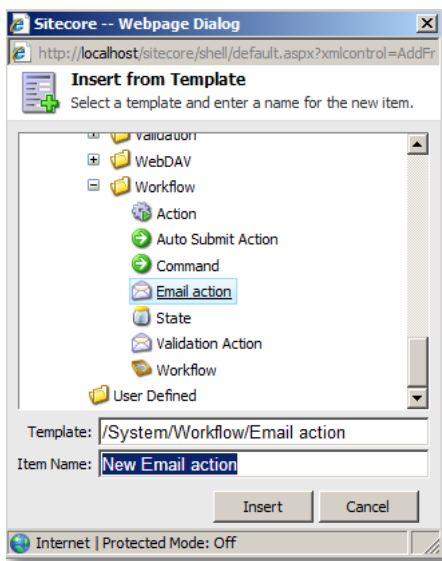 Sitecore -- Webpage Dialog
http://localhost/sitecore/shell/default.aspx?xmlcontrol=AddFr
Insert from Template
Select a template and enter a name for the new item.
Validation
WebDAV
Workflow
Action
Auto Submit Action
Command
Email action
State
Validation Action
Workflow
User Defined
Template: /System/Workflow/Email action
Item Name: New Email action
Insert Cancel
Internet | Protected Mode: Off